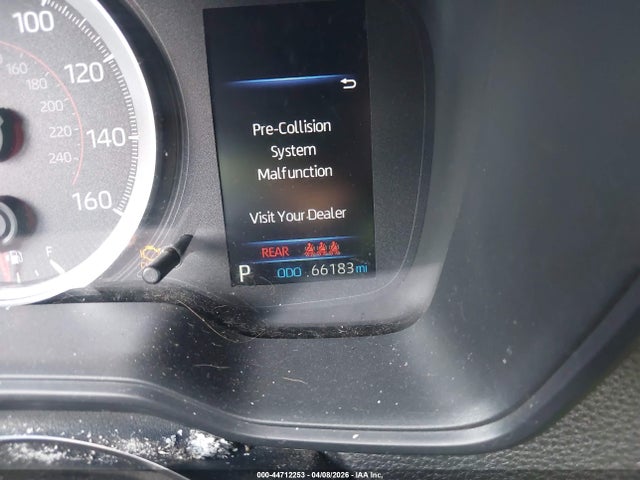 100
120
140
160
160
180
200
220
240
F
Pre-Collision
System
Malfunction
Visit Your Dealer
REAR
P ODO .66183 mi
000-44712253 | 04/08/2026 | IAA Inc.